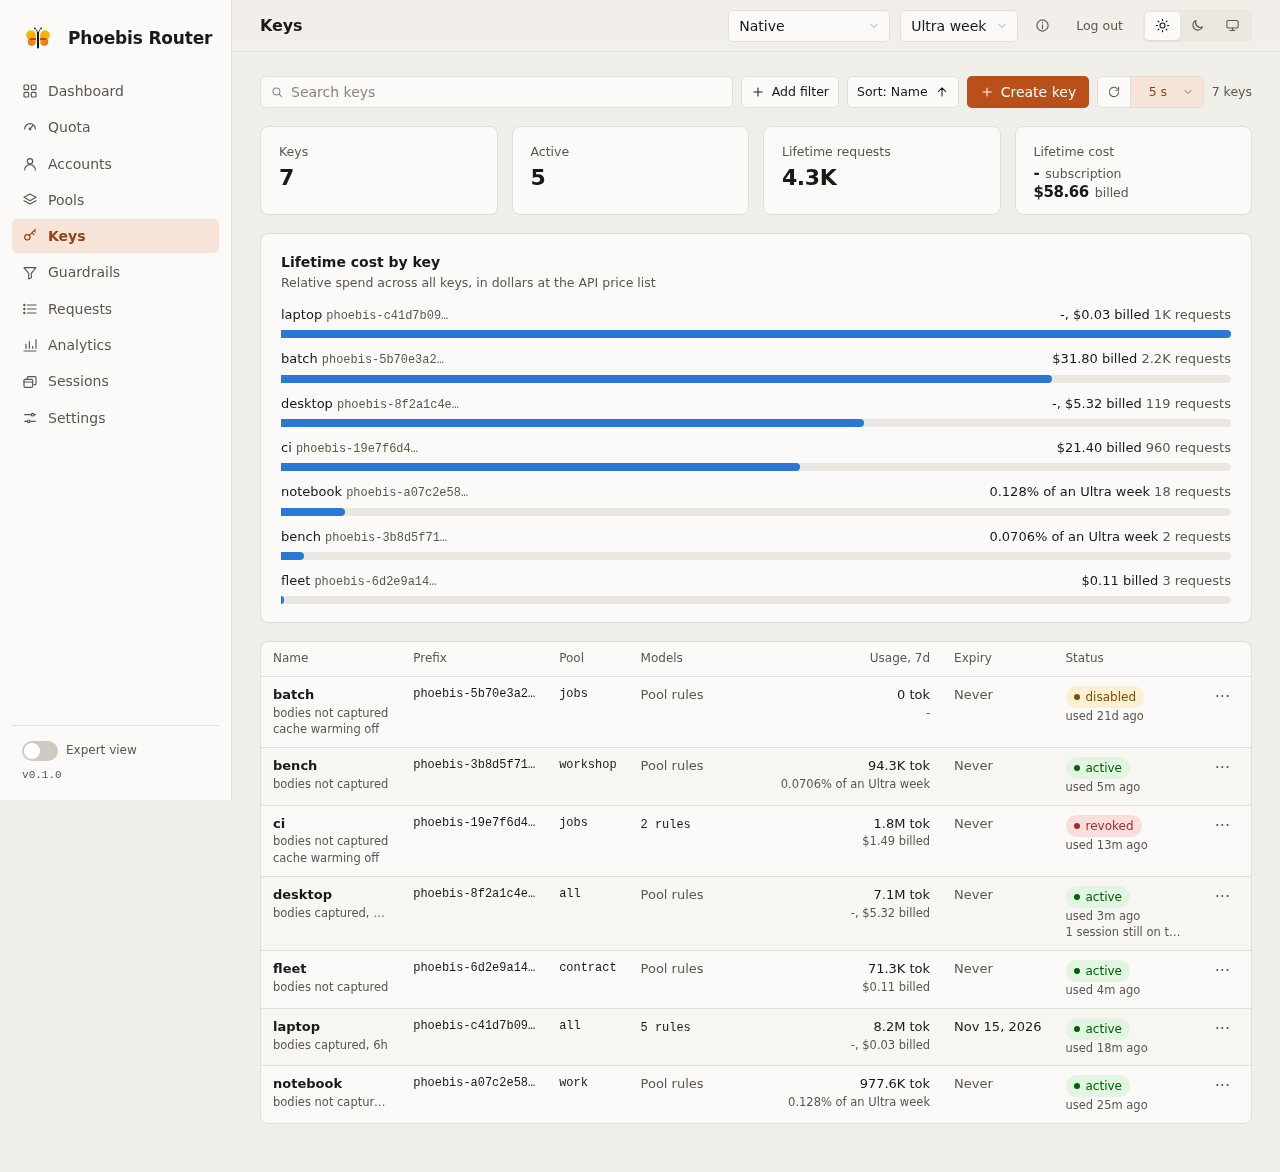 Phoebis Router
Dashboard
Quota
Accounts
Pools
Keys
Guardrails
Requests
Analytics
Sessions
Settings
Expert view
v0.1.0
Keys
Native
Ultra week
Log out
Search keys
Add filter
Sort: Name
Create key
5 s
7 keys
Keys
7
Active
5
Lifetime requests
4.3K
Lifetime cost
- subscription
$58.66 billed
Lifetime cost by key
Relative spend across all keys, in dollars at the API price list
laptop phoebis-c41d7b09… -, $0.03 billed 1K requests
batch phoebis-5b70e3a2… $31.80 billed 2.2K requests
desktop phoebis-8f2a1c4e… -, $5.32 billed 119 requests
ci phoebis-19e7f6d4… $21.40 billed 960 requests
notebook phoebis-a07c2e58… 0.128% of an Ultra week 18 requests
bench phoebis-3b8d5f71… 0.0706% of an Ultra week 2 requests
fleet phoebis-6d2e9a14… $0.11 billed 3 requests
Name Prefix Pool Models Usage, 7d Expiry Status
batch phoebis-5b70e3a2… jobs Pool rules 0 tok Never disabled
bodies not captured - used 21d ago
cache warming off
bench phoebis-3b8d5f71… workshop Pool rules 94.3K tok Never active
bodies not captured 0.0706% of an Ultra week used 5m ago
ci phoebis-19e7f6d4… jobs 2 rules 1.8M tok Never revoked
bodies not captured $1.49 billed used 13m ago
cache warming off
desktop phoebis-8f2a1c4e… all Pool rules 7.1M tok Never active
bodies captured, … -, $5.32 billed used 3m ago
1 session still on t…
fleet phoebis-6d2e9a14… contract Pool rules 71.3K tok Never active
bodies not captured $0.11 billed used 4m ago
laptop phoebis-c41d7b09… all 5 rules 8.2M tok Nov 15, 2026 active
bodies captured, 6h -, $0.03 billed used 18m ago
notebook phoebis-a07c2e58… work Pool rules 977.6K tok Never active
bodies not captur… 0.128% of an Ultra week used 25m ago